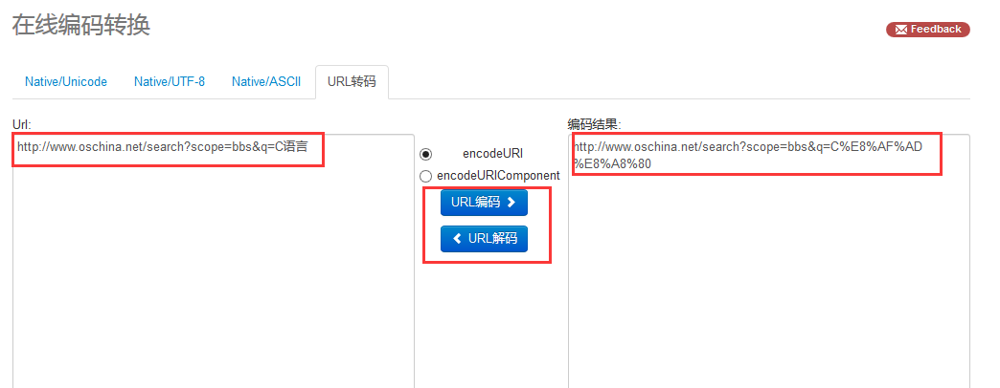 在线编码转换
Feedback
Native/Unicode Native/UTF-8 Native/ASCII URL转码
Url:
http://www.oschina.net/search?scope=bbs&q=C语言
encodeURI
encodeURIComponent
URL编码
URL解码
编码结果:
http://www.oschina.net/search?scope=bbs&q=C%E8%AF%AD
%E8%A8%80